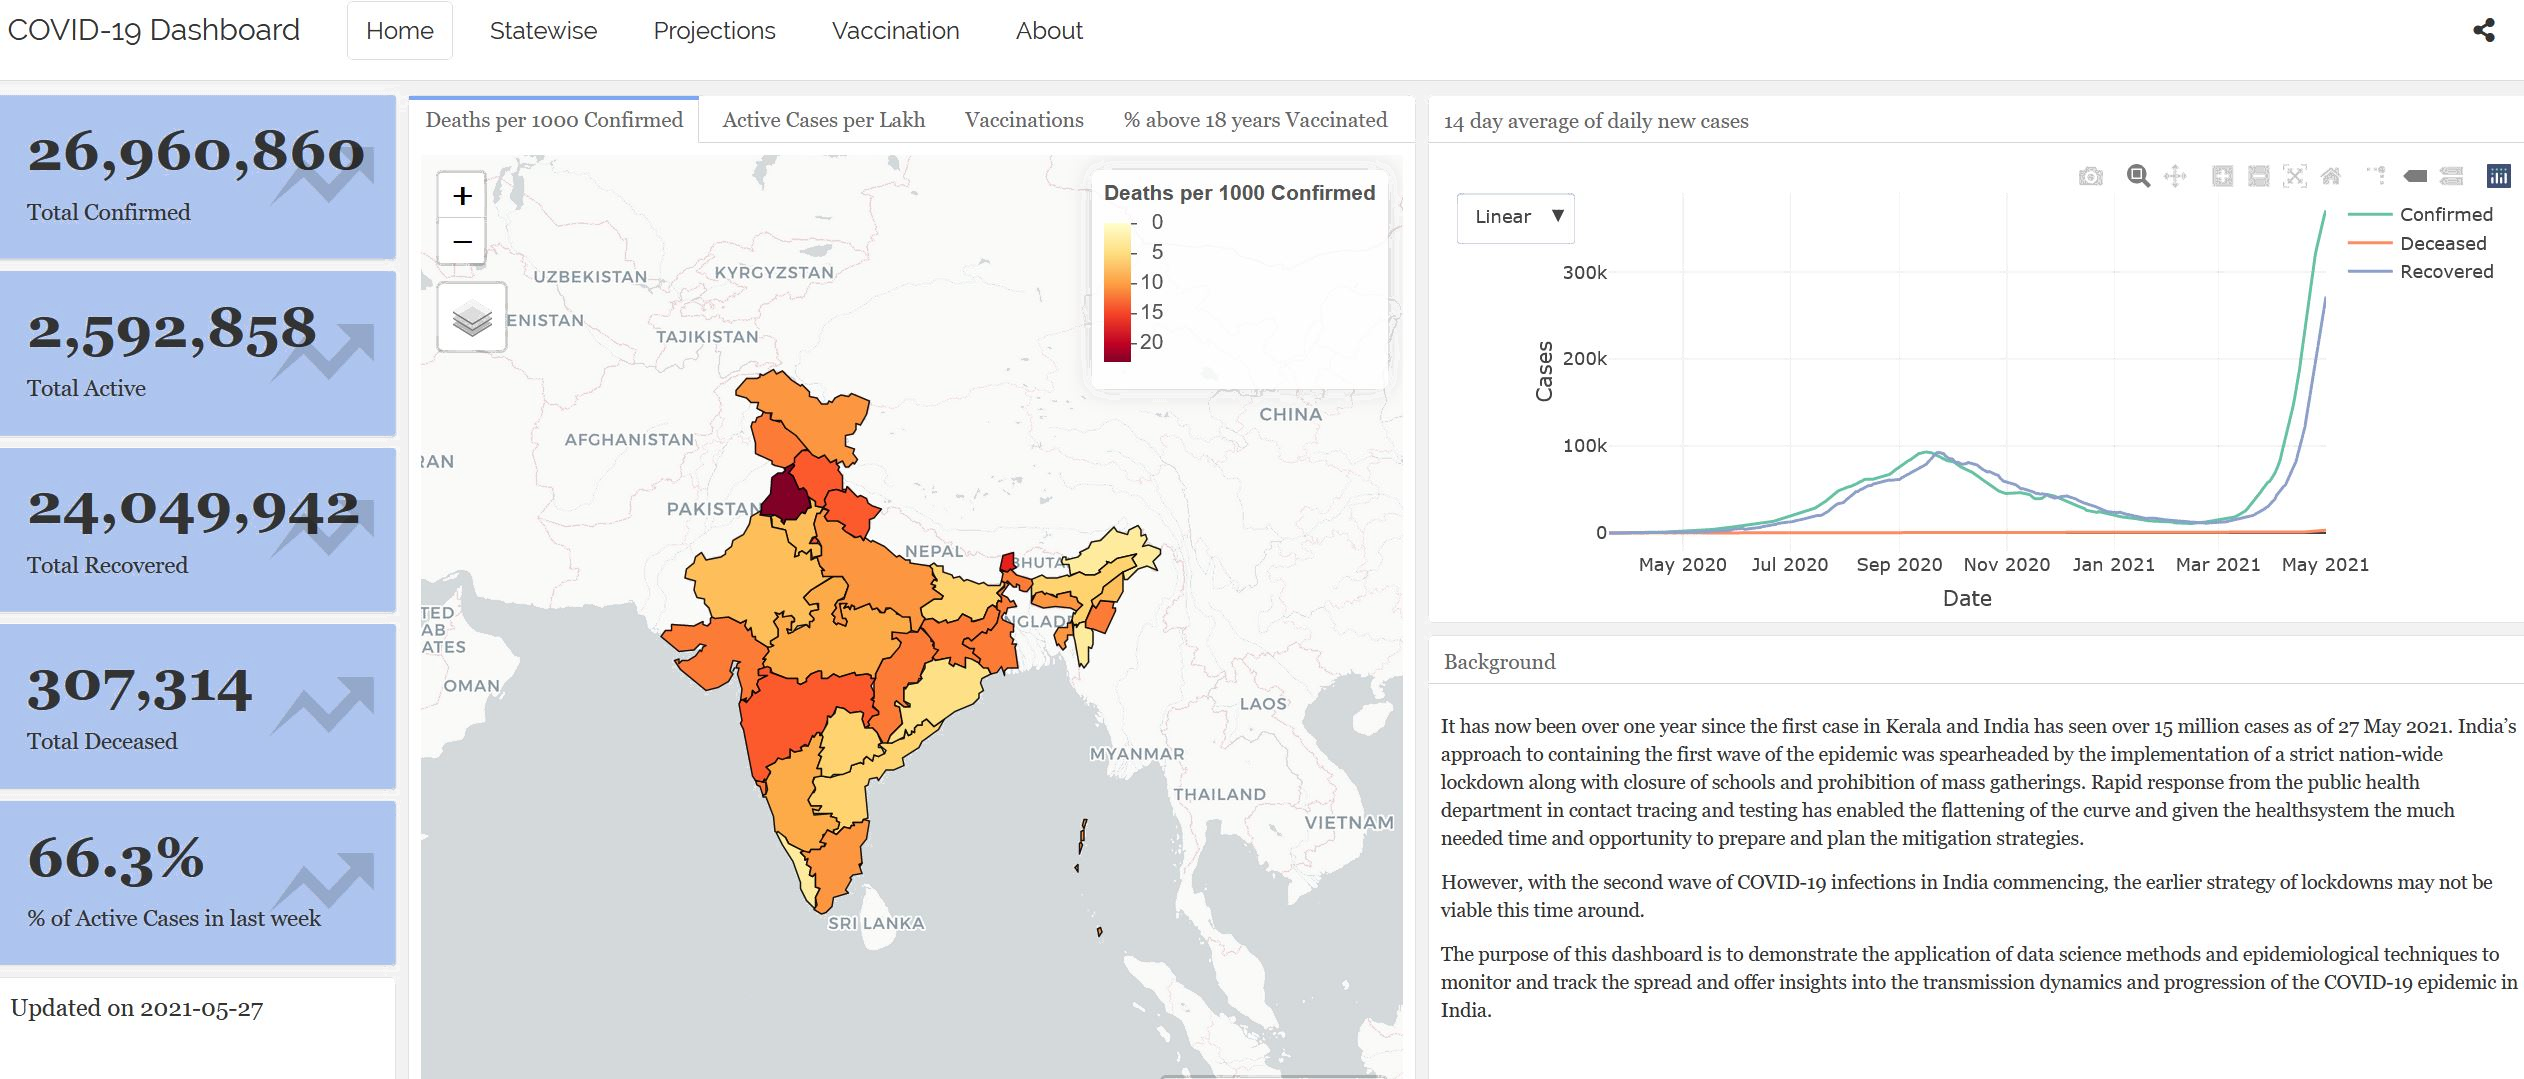 COVID-19 Dashboard
Home
Statewise
Projections
Vaccination
About
26,960,860
Total Confirmed
2,592,858
Total Active
24,049,942
Total Recovered
307,314
Total Deceased
66.3%
% of Active Cases in last week
Updated on 2021-05-27
Deaths per 1000 Confirmed
Active Cases per Lakh
Vaccinations
% above 18 years Vaccinated
+
−
Deaths per 1000 Confirmed
0
5
10
15
20
UZBEKISTAN
KYRGYZSTAN
ENISTAN
TAJIKISTAN
CHINA
AFGHANISTAN
RAN
PAKISTAN
NEPAL
BHUTA
NGLAD
TED
AB
ATES
OMAN
LAOS
MYANMAR
THAILAND
VIETNAM
SRI LANKA
14 day average of daily new cases
Linear ▼
Confirmed
Deceased
Recovered
Cases
300k
200k
100k
0
May 2020
Jul 2020
Sep 2020
Nov 2020
Jan 2021
Mar 2021
May 2021
Date
Background
It has now been over one year since the first case in Kerala and India has seen over 15 million cases as of 27 May 2021. India’s
approach to containing the first wave of the epidemic was spearheaded by the implementation of a strict nation-wide
lockdown along with closure of schools and prohibition of mass gatherings. Rapid response from the public health
department in contact tracing and testing has enabled the flattening of the curve and given the healthsystem the much
needed time and opportunity to prepare and plan the mitigation strategies.
However, with the second wave of COVID-19 infections in India commencing, the earlier strategy of lockdowns may not be
viable this time around.
The purpose of this dashboard is to demonstrate the application of data science methods and epidemiological techniques to
monitor and track the spread and offer insights into the transmission dynamics and progression of the COVID-19 epidemic in
India.